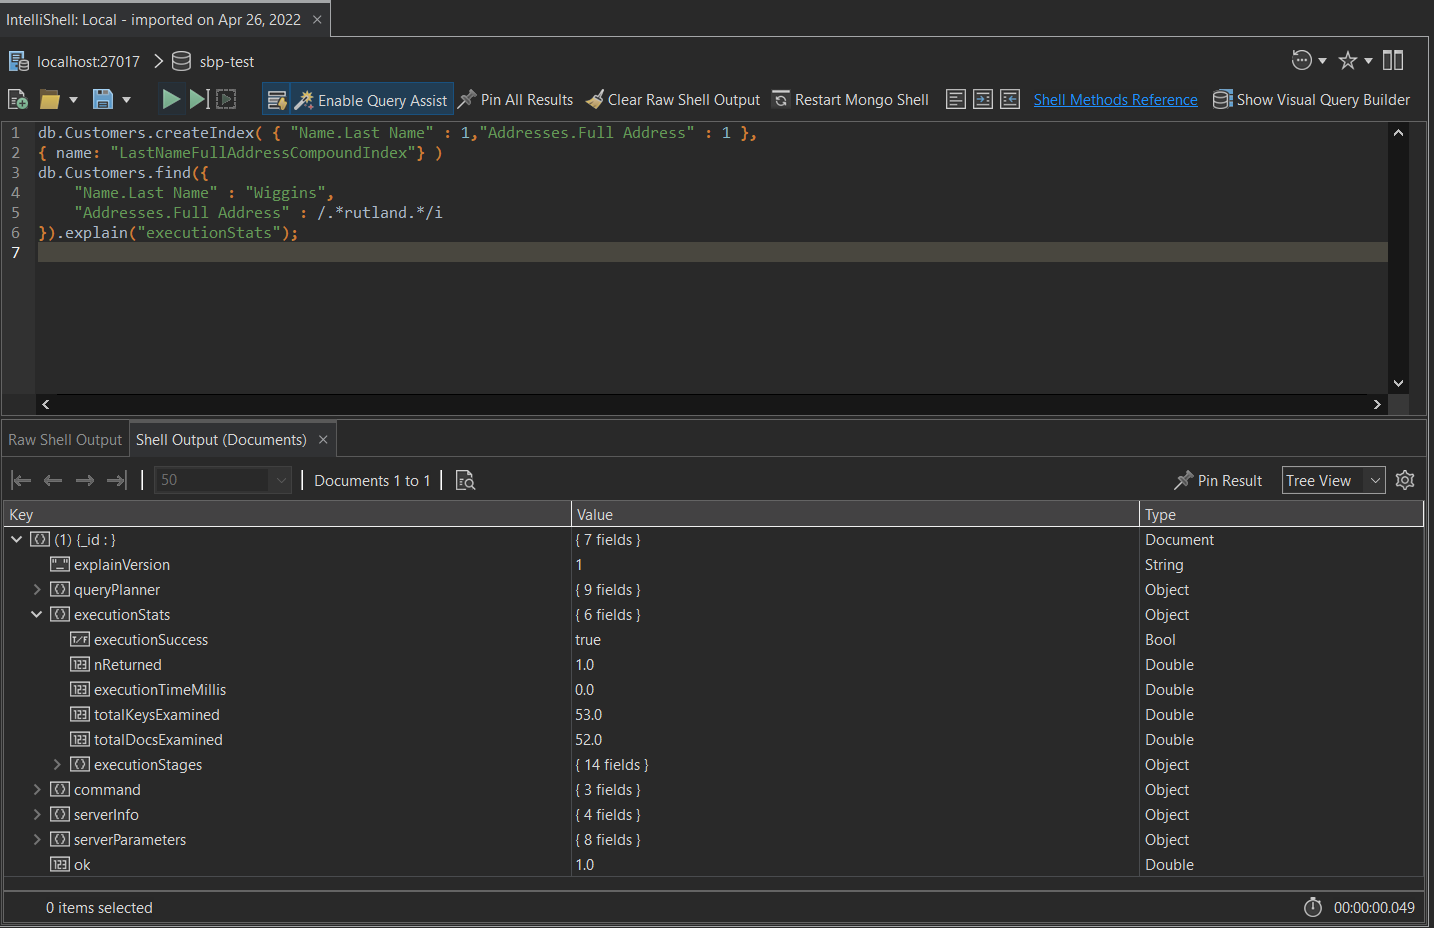 IntelliShell: Local - imported on Apr 26, 2022 ×
localhost:27017 > sbp-test
Enable Query Assist Pin All Results Clear Raw Shell Output Restart Mongo Shell Shell Methods Reference Show Visual Query Builder
1 db.Customers.createIndex( { "Name.Last Name" : 1,"Addresses.Full Address" : 1 },
2 { name: "LastNameFullAddressCompoundIndex"} )
3 db.Customers.find({
4 "Name.Last Name" : "Wiggins",
5 "Addresses.Full Address" : /.*rutland.*/i
6 }).explain("executionStats");
7
Raw Shell Output Shell Output (Documents) ×
50 Documents 1 to 1 Pin Result Tree View
Key Value Type
(1) {_id : } { 7 fields } Document
explainVersion 1 String
queryPlanner { 9 fields } Object
executionStats { 6 fields } Object
T/F executionSuccess true Bool
123 nReturned 1.0 Double
123 executionTimeMillis 0.0 Double
123 totalKeysExamined 53.0 Double
123 totalDocsExamined 52.0 Double
executionStages { 14 fields } Object
command { 3 fields } Object
serverInfo { 4 fields } Object
serverParameters { 8 fields } Object
123 ok 1.0 Double
0 items selected 00:00:00.049